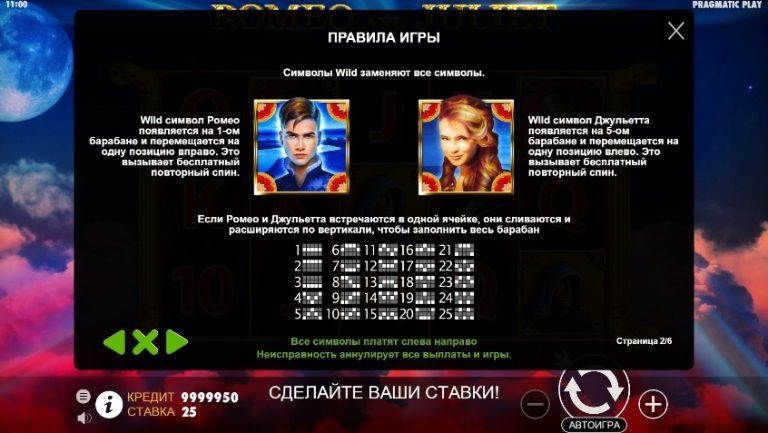 11:00
ROMEO AND JULIET
PRAGMATIC PLAY
ПРАВИЛА ИГРЫ
Символы Wild заменяют все символы.
Wild символ Ромео
появляется на 1-ом
барабане и перемещается на
одну позицию вправо. Это
вызывает бесплатный
повторный спин.
Wild символ Джульетта
появляется на 5-ом
барабане и перемещается на
одну позицию влево. Это
вызывает бесплатный
повторный спин.
Если Ромео и Джульетта встречаются в одной ячейке, они сливаются и
расширяются по вертикали, чтобы заполнить весь барабан
1 6 11 16 21
2 7 12 17 22
3 8 13 18 23
4 9 14 19 24
5 10 15 20 25
Все символы платят слева направо
Неисправность аннулирует все выплаты и игры.
Страница 2/6
КРЕДИТ 9999950
СТАВКА 25
СДЕЛАЙТЕ ВАШИ СТАВКИ!
АВТОИГРА